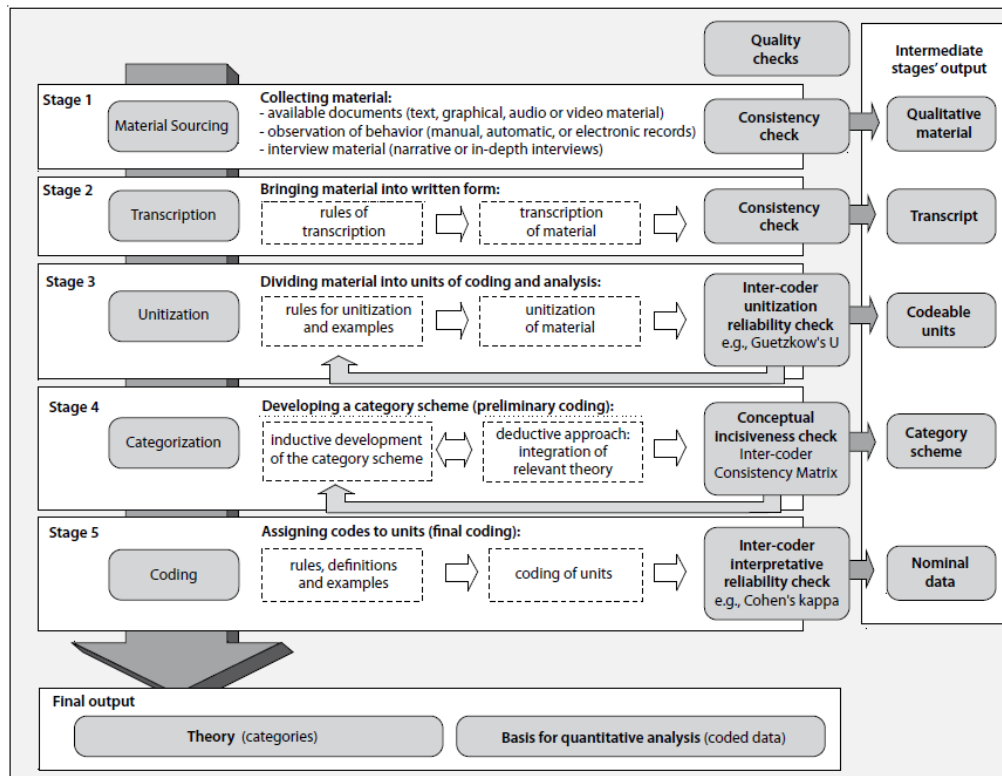 Quality
checks
Intermediate
stages' output
Stage 1
Material Sourcing
Collecting material:
- available documents (text, graphical, audio or video material)
- observation of behavior (manual, automatic, or electronic records)
- interview material (narrative or in-depth interviews)
Consistency
check
Qualitative
material
Stage 2
Transcription
Bringing material into written form:
rules of
transcription
transcription
of material
Consistency
check
Transcript
Stage 3
Unitization
Dividing material into units of coding and analysis:
rules for unitization
and examples
unitization
of material
Inter-coder
unitization
reliability check
e.g., Guetzkow's U
Codeable
units
Stage 4
Categorization
Developing a category scheme (preliminary coding):
inductive development
of the category scheme
deductive approach:
integration of
relevant theory
Conceptual
incisiveness check
Inter-coder
Consistency Matrix
Category
scheme
Stage 5
Coding
Assigning codes to units (final coding):
rules, definitions
and examples
coding of units
Inter-coder
interpretative
reliability check
e.g., Cohen's kappa
Nominal
data
Final output
Theory (categories)
Basis for quantitative analysis (coded data)